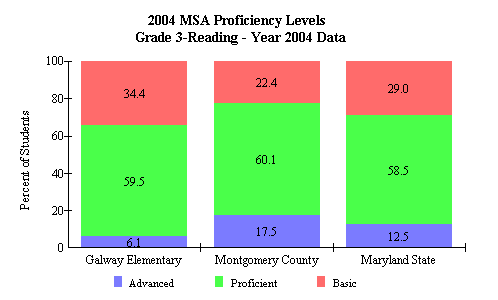 2004 MSA Proficiency Levels
Grade 3-Reading - Year 2004 Data
Percent of Students
100
80
60
40
20
0
34.4
59.5
6.1
22.4
60.1
17.5
29.0
58.5
12.5
Galway Elementary
Montgomery County
Maryland State
Advanced
Proficient
Basic